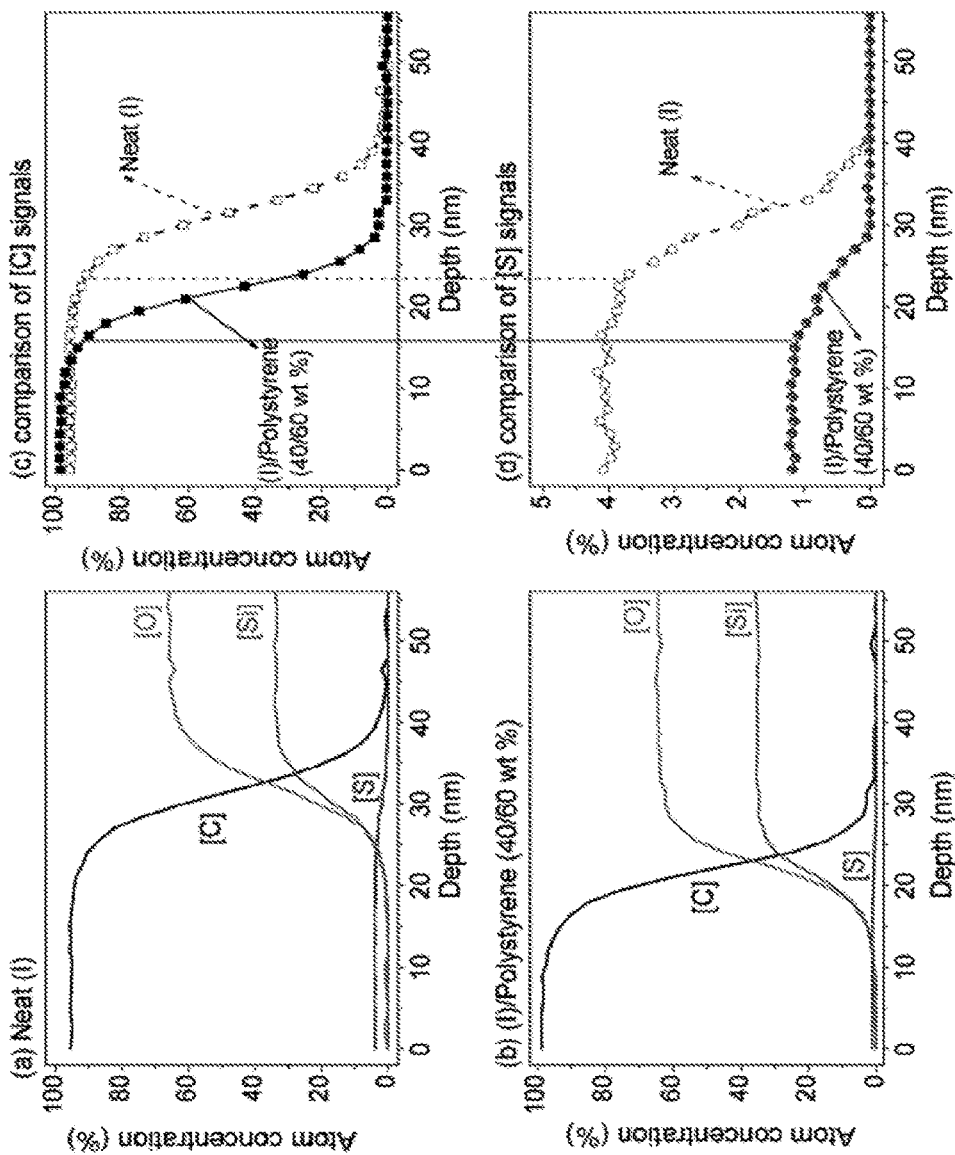 (a) Neat (I)
Atom concentration (%)
100
80
60
40
20
0
[O]
[Si]
[C]
[S]
0 10 20 30 40 50
Depth (nm)
(b) (I)/Polystyrene (40/60 wt %)
Atom concentration (%)
100
80
60
40
20
0
[O]
[Si]
[C]
[S]
0 10 20 30 40 50
Depth (nm)
(c) comparison of [C] signals
Atom concentration (%)
100
80
60
40
20
0
Neat (I)
(I)/Polystyrene
(40/60 wt %)
0 10 20 30 40 50
Depth (nm)
(d) comparison of [S] signals
Atom concentration (%)
5
4
3
2
1
0
Neat (I)
(I)/Polystyrene
(40/60 wt %)
0 10 20 30 40 50
Depth (nm)